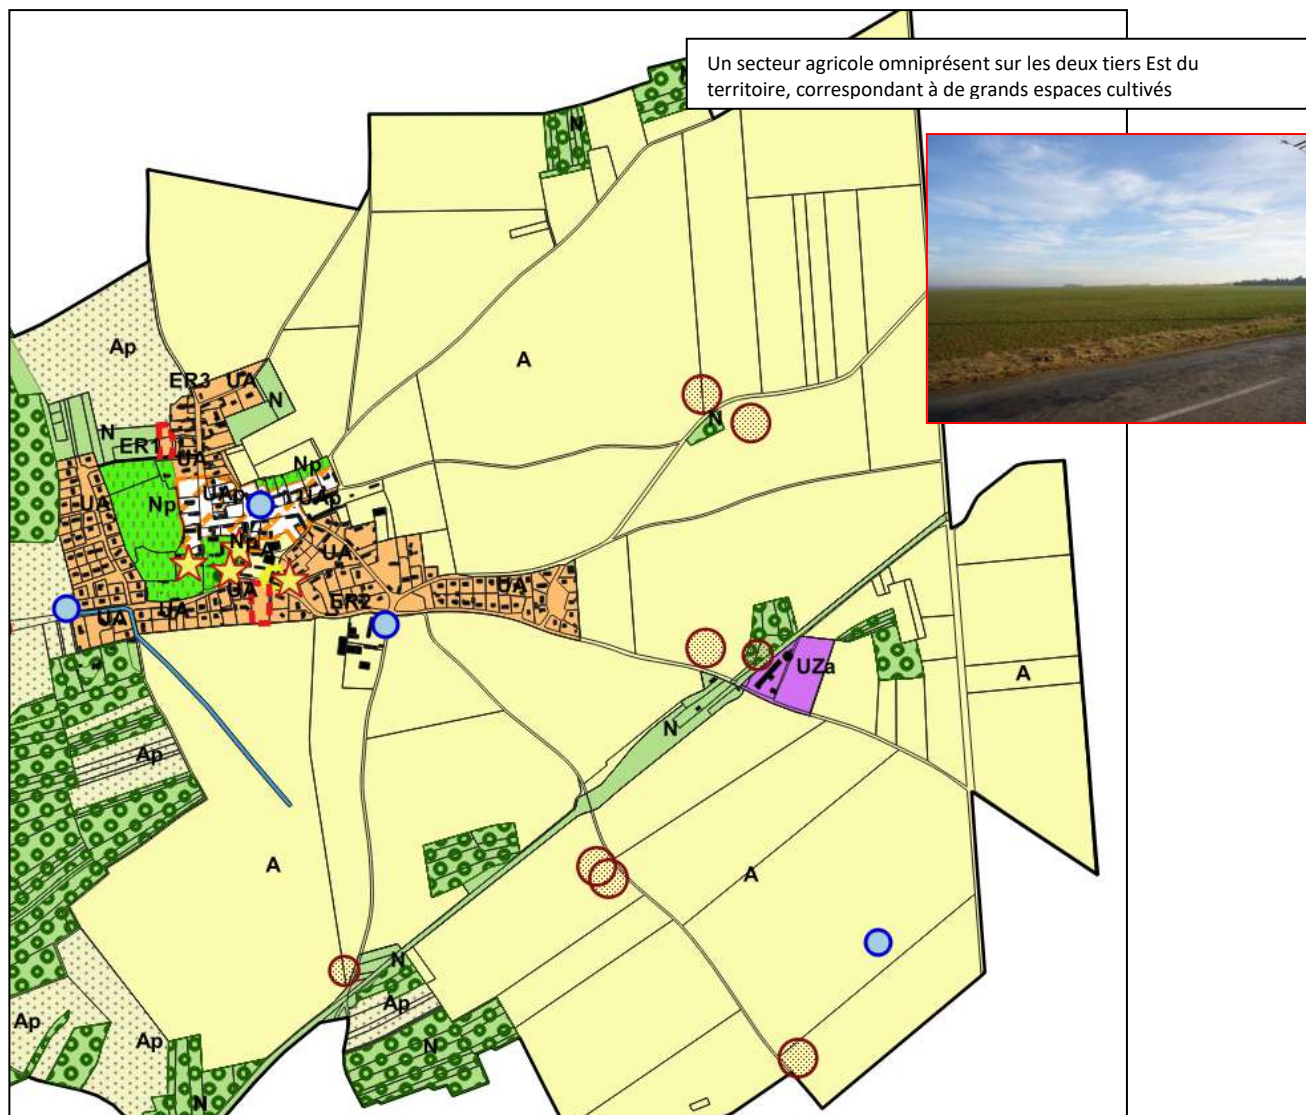 Un secteur agricole omniprésent sur les deux tiers Est du
territoire, correspondant à de grands espaces cultivés
N
Ap
A
ER3 UA
N
N
N
ER1
UA
Np
UA
Np
UAp
UAp
Np
UA
UA
ER2
UA
UA
UA
UZa
A
N
Ap
A
A
N
Ap
Ap
Ap
N
N